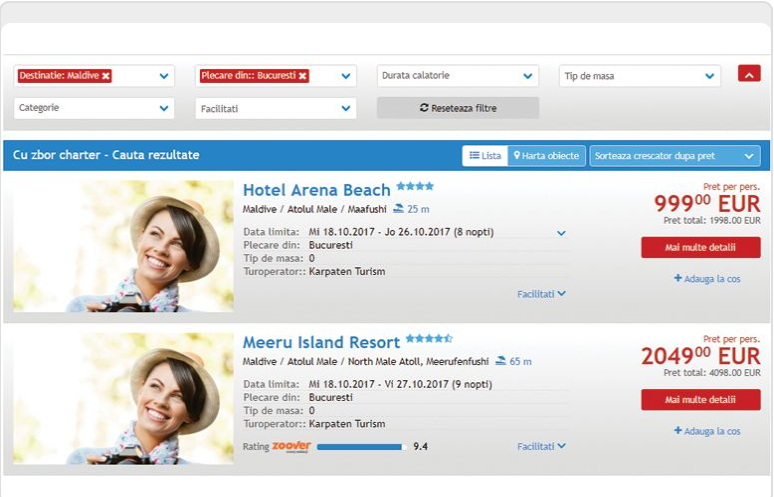 Destinatie: Maldive ✖
Plecare din:: Bucuresti ✖
Durata calatorie
Tip de masa
Categorie
Facilitati
Reseteaza filtre
Cu zbor charter - Cauta rezultate
Lista
Harta obiecte
Sorteaza crescator dupa pret
Hotel Arena Beach
Maldive / Atolul Male / Maafushi 25 m
Data limita: Mi 18.10.2017 - Jo 26.10.2017 (8 nopti)
Plecare din: Bucuresti
Tip de masa: 0
Turoperator:: Karpaten Turism
Facilitati
Pret per pers.
999⁰⁰ EUR
Pret total: 1998.00 EUR
Mai multe detalii
+ Adauga la cos
Meeru Island Resort
Maldive / Atolul Male / North Male Atoll, Meerufenfushi 65 m
Data limita: Mi 18.10.2017 - Vi 27.10.2017 (9 nopti)
Plecare din: Bucuresti
Tip de masa: 0
Turoperator:: Karpaten Turism
Rating zoover 9.4
Facilitati
Pret per pers.
2049⁰⁰ EUR
Pret total: 4098.00 EUR
Mai multe detalii
+ Adauga la cos